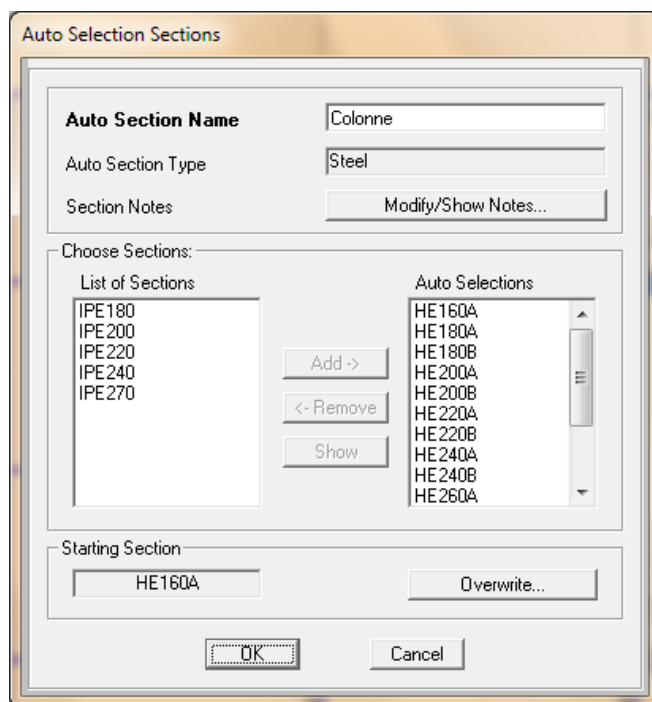 Auto Selection Sections
Auto Section Name Colonne
Auto Section Type Steel
Section Notes Modify/Show Notes...
Choose Sections:
List of Sections
IPE180
IPE200
IPE220
IPE240
IPE270
Add ->
<- Remove
Show
Auto Selections
HE160A
HE180A
HE180B
HE200A
HE200B
HE220A
HE220B
HE240A
HE240B
HE260A
Starting Section
HE160A Overwrite...
OK Cancel